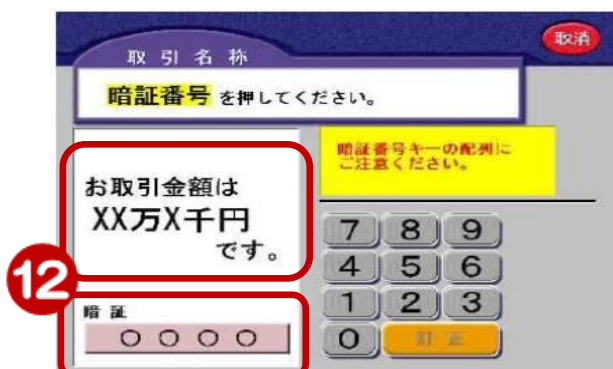 取消
取引名称
暗証番号 を押してください。
暗証番号キーの配列に
ご注意ください。
お取引金額は
XX万X千円
です。
7 8 9
4 5 6
12
1 2 3
暗証
○○○○
0 訂正